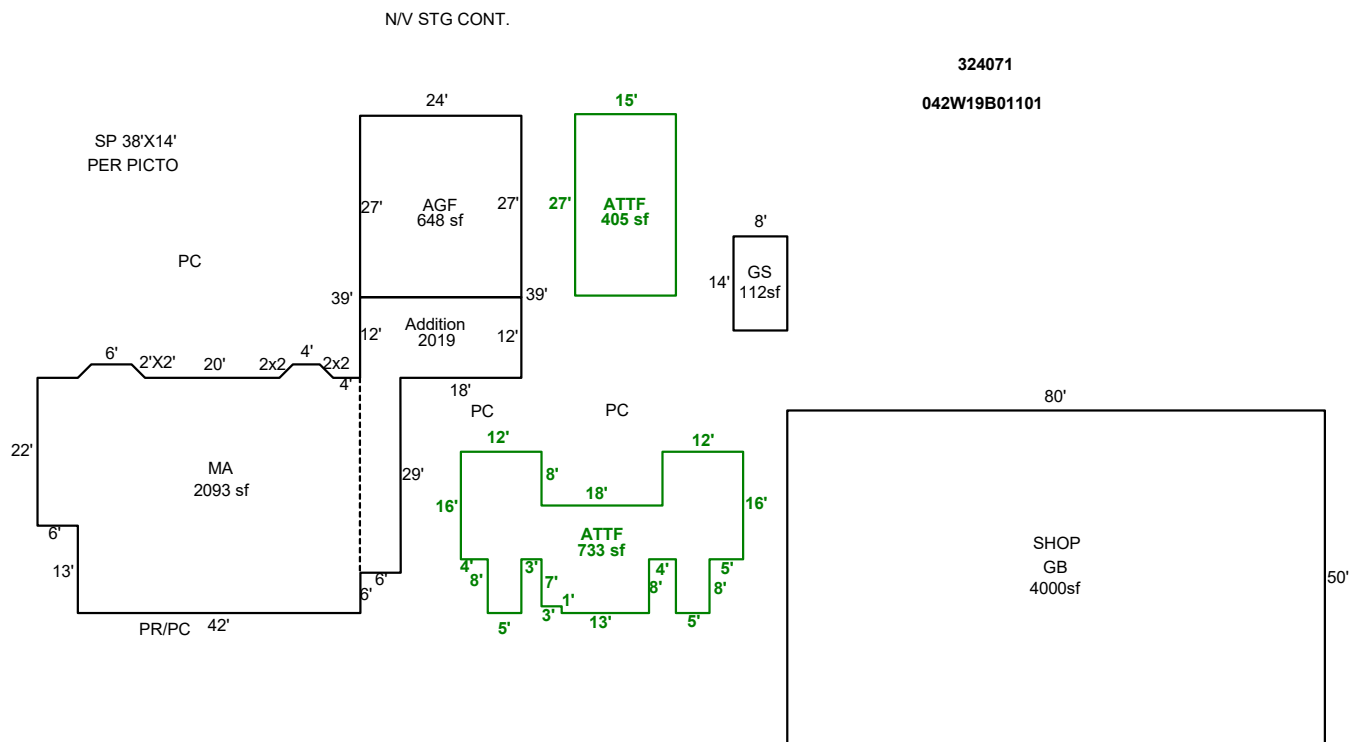 N/V STG CONT.
324071
042W19B01101
24'
15'
SP 38'X14'
PER PICTO
27'
AGF
648 sf
27'
27'
ATTF
405 sf
8'
PC
14'
GS
112sf
39'
39'
12'
Addition
2019
12'
6'
2'X2'
20'
2x2
4'
2x2
4'
18'
PC
PC
80'
22'
MA
2093 sf
29'
12'
12'
8'
18'
16'
16'
ATTF
733 sf
6'
13'
6'
6'
4'
8'
3'
7'
1'
3'
13'
8'
4'
5'
8'
5'
5'
SHOP
GB
4000sf
50'
PR/PC
42'